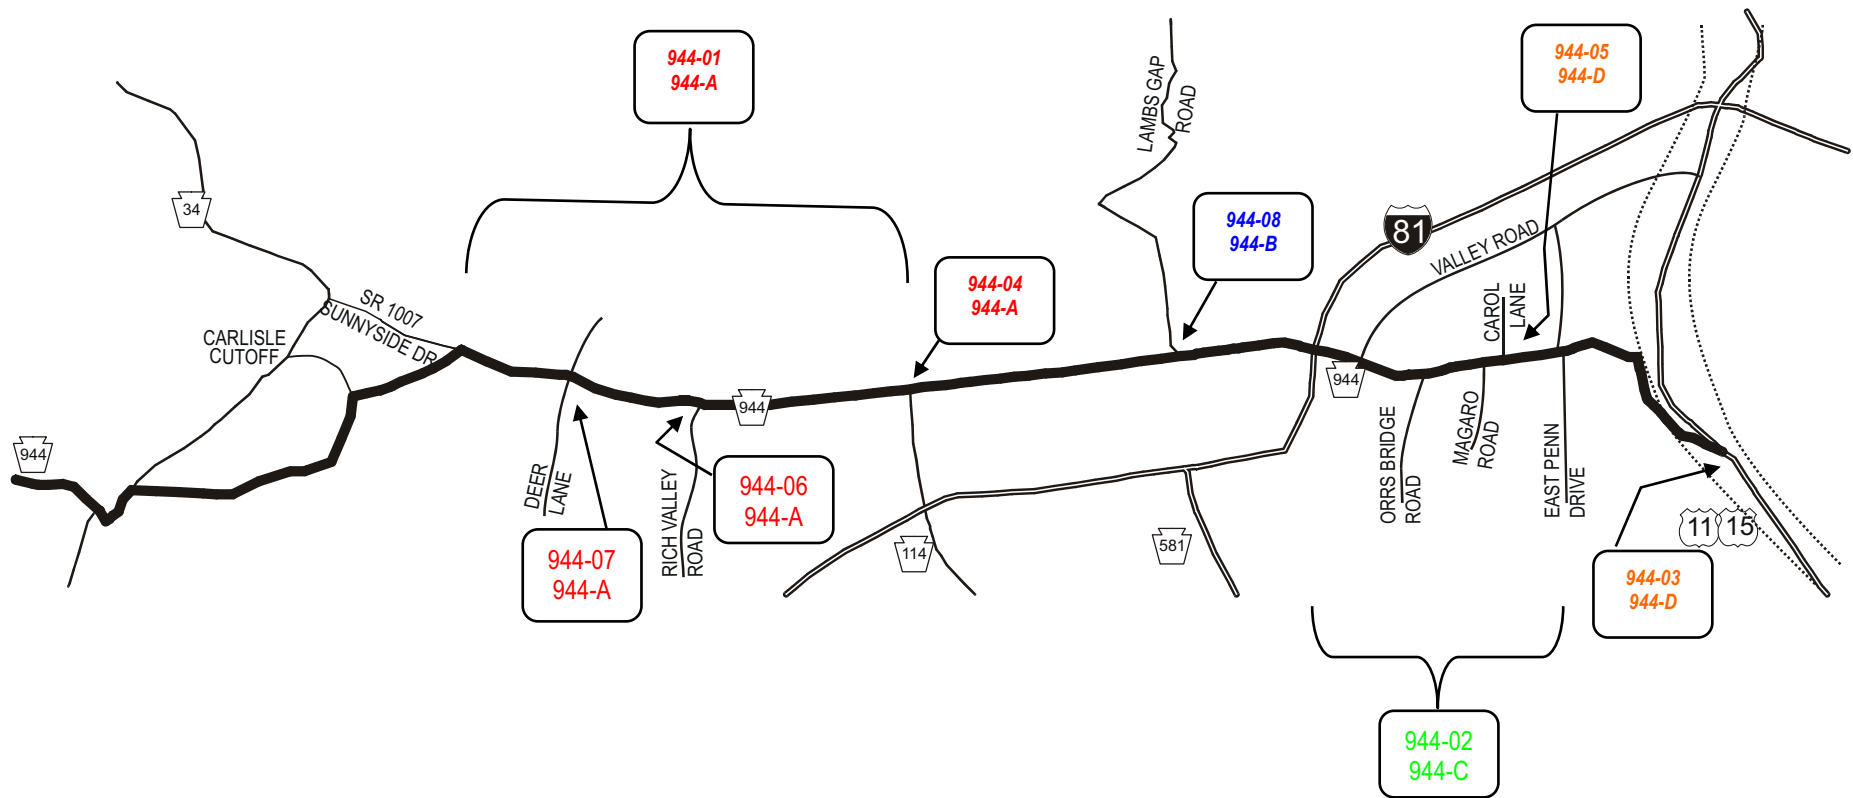 944-01
944-A
944-05
944-D
LAMBS GAP
ROAD
34
944-08
944-B
81
VALLEY ROAD
944-04
944-A
SR 1007
SUNNYSIDE DR
CARLISLE
CUTOFF
CAROL
LANE
944
944
944
DEER
LANE
RICH VALLEY
ROAD
944-06
944-A
944-07
944-A
114
581
ORRS BRIDGE
ROAD
MAGARO
ROAD
EAST PENN
DRIVE
11
15
944-03
944-D
944-02
944-C